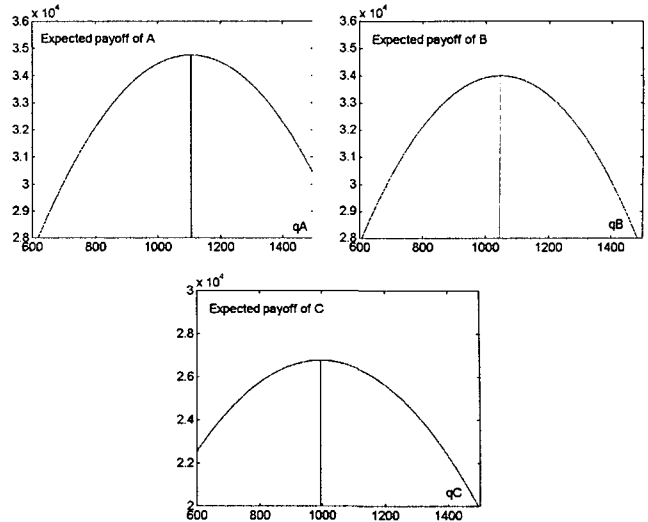 x 10⁴
3.6
Expected payoff of A
3.5
3.4
3.3
3.2
3.1
3
2.9
2.8
600 800 1000 1200 1400
qA
x 10⁴
3.6
Expected payoff of B
3.5
3.4
3.3
3.2
3.1
3
2.9
2.8
600 800 1000 1200 1400
qB
x 10⁴
3
Expected payoff of C
2.8
2.6
2.4
2.2
2
600 800 1000 1200 1400
qC